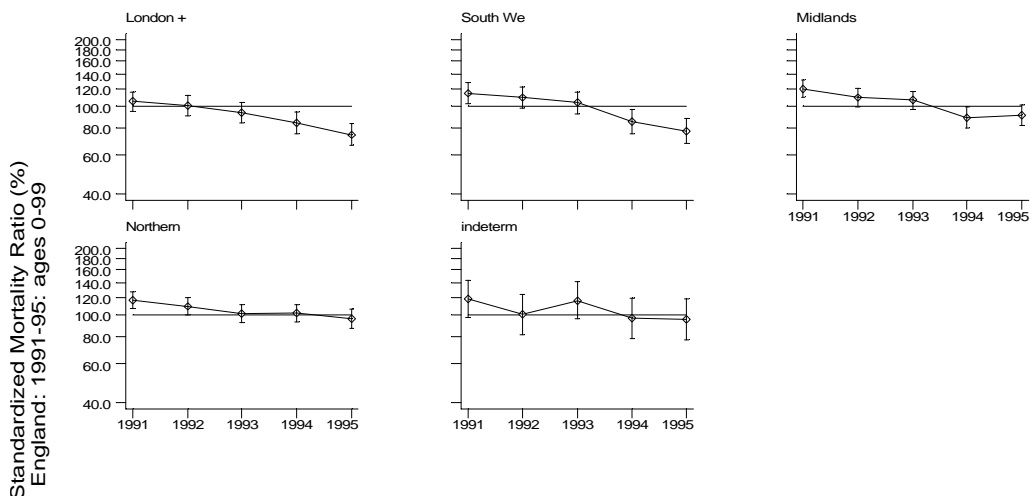 Standardized Mortality Ratio (%)
England: 1991-95: ages 0-99
London +
200.0
180.0
160.0
140.0
120.0
100.0
80.0
60.0
40.0
South We
Midlands
1991 1992 1993 1994 1995
Northern
200.0
180.0
160.0
140.0
120.0
100.0
80.0
60.0
40.0
1991 1992 1993 1994 1995
indeterm
1991 1992 1993 1994 1995